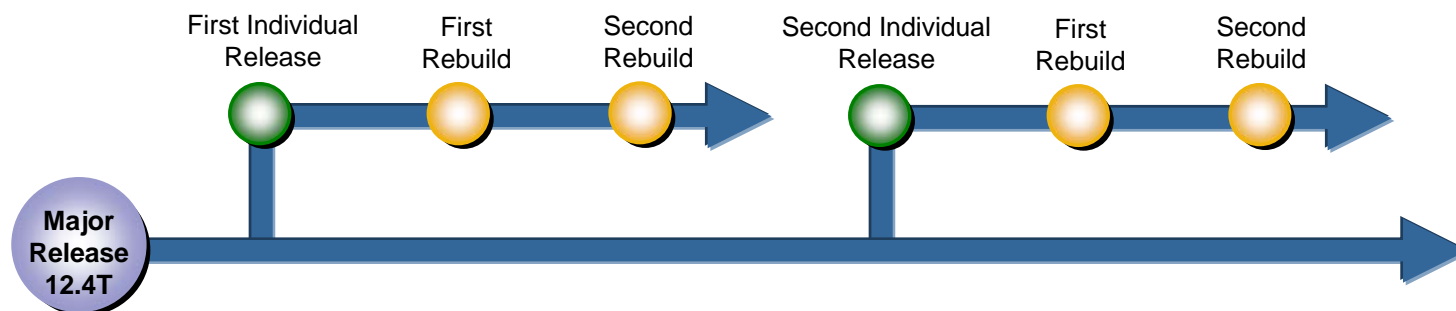 First Individual
Release
First
Rebuild
Second
Rebuild
Second Individual
Release
First
Rebuild
Second
Rebuild
Major
Release
12.4T